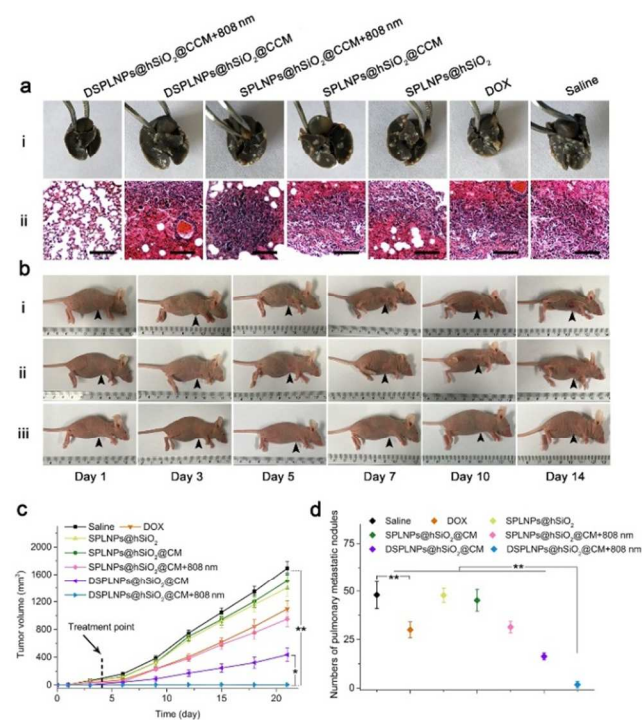 DSPLNPs@hSiO2@CCM+808 nm
DSPLNPs@hSiO2@CCM
SPLNPs@hSiO2@CCM+808 nm
SPLNPs@hSiO2@CCM
SPLNPs@hSiO2
DOX
Saline
a
i
ii
b
i
ii
iii
Day 1 Day 3 Day 5 Day 7 Day 10 Day 14
c
Saline DOX
SPLNPs@hSiO2
SPLNPs@hSiO2@CM
SPLNPs@hSiO2@CM+808 nm
DSPLNPs@hSiO2@CM
DSPLNPs@hSiO2@CM+808 nm
Treatment point
**
*
Tumor volume (mm3)
2000
1600
1200
800
400
0
0 5 10 15 20
Time (day)
d
Saline DOX SPLNPs@hSiO2
SPLNPs@hSiO2@CM SPLNPs@hSiO2@CM+808 nm
DSPLNPs@hSiO2@CM DSPLNPs@hSiO2@CM+808 nm
**
**
Numbers of pulmonary metastatic nodules
75
50
25
0